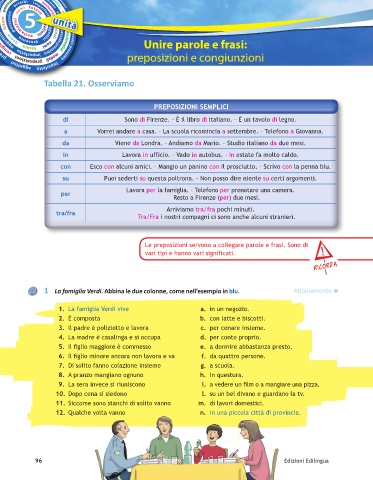 5 unità
Unire parole e frasi:
preposizioni e congiunzioni
Tabella 21. Osserviamo
PREPOSIZIONI SEMPLICI
di Sono di Firenze. – È il libro di italiano. – È un tavolo di legno.
a Vorrei andare a casa. – La scuola ricomincia a settembre. – Telefono a Giovanna.
da Viene da Londra. – Andiamo da Mario. – Studio italiano da due mesi.
in Lavora in ufficio. – Vado in autobus. – In estate fa molto caldo.
con Esco con alcuni amici. – Mangio un panino con il prosciutto. – Scrivo con la penna blu.
su Puoi sederti su questa poltrona. – Non posso dire niente su certi argomenti.
per Lavora per la famiglia. – Telefono per prenotare una camera.
Resto a Firenze (per) due mesi.
tra/fra Arriviamo tra/fra pochi minuti.
Tra/Fra i nostri compagni ci sono anche alcuni stranieri.
Le preposizioni servono a collegare parole e frasi. Sono di
vari tipi e hanno vari significati.
!
RICORDA
1 La famiglia Verdi. Abbina le due colonne, come nell'esempio in blu.
Abbinamento
1. La famiglia Verdi vive a. in un negozio.
2. È composta b. con latte e biscotti.
3. Il padre è poliziotto e lavora c. per cenare insieme.
4. La madre è casalinga e si occupa d. per conto proprio.
5. Il figlio maggiore è commesso e. a dormire abbastanza presto.
6. Il figlio minore ancora non lavora e va f. da quattro persone.
7. Di solito fanno colazione insieme g. a scuola.
8. A pranzo mangiano ognuno h. in questura.
9. La sera invece si riuniscono i. a vedere un film o a mangiare una pizza.
10. Dopo cena si siedono l. su un bel divano e guardano la tv.
11. Siccome sono stanchi di solito vanno m. di lavori domestici.
12. Qualche volta vanno n. in una piccola città di provincia.
96 Edizioni Edilingua